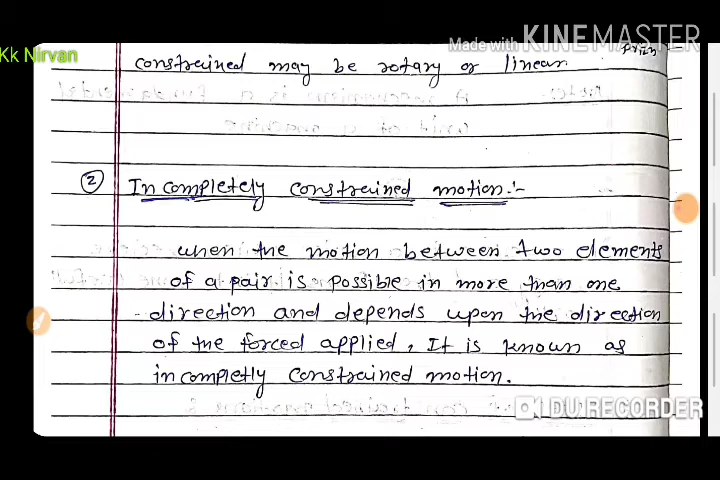 Made with KINEMASTER
Kk Nirvan
constrained may be rotary or linear
② Incompletely constrained motion:-
when the motion between two elements
of a pair is possible in more than one
direction and depends upon the direction
of the forced applied, It is known as
incompletly constrained motion.
DU RECORDER